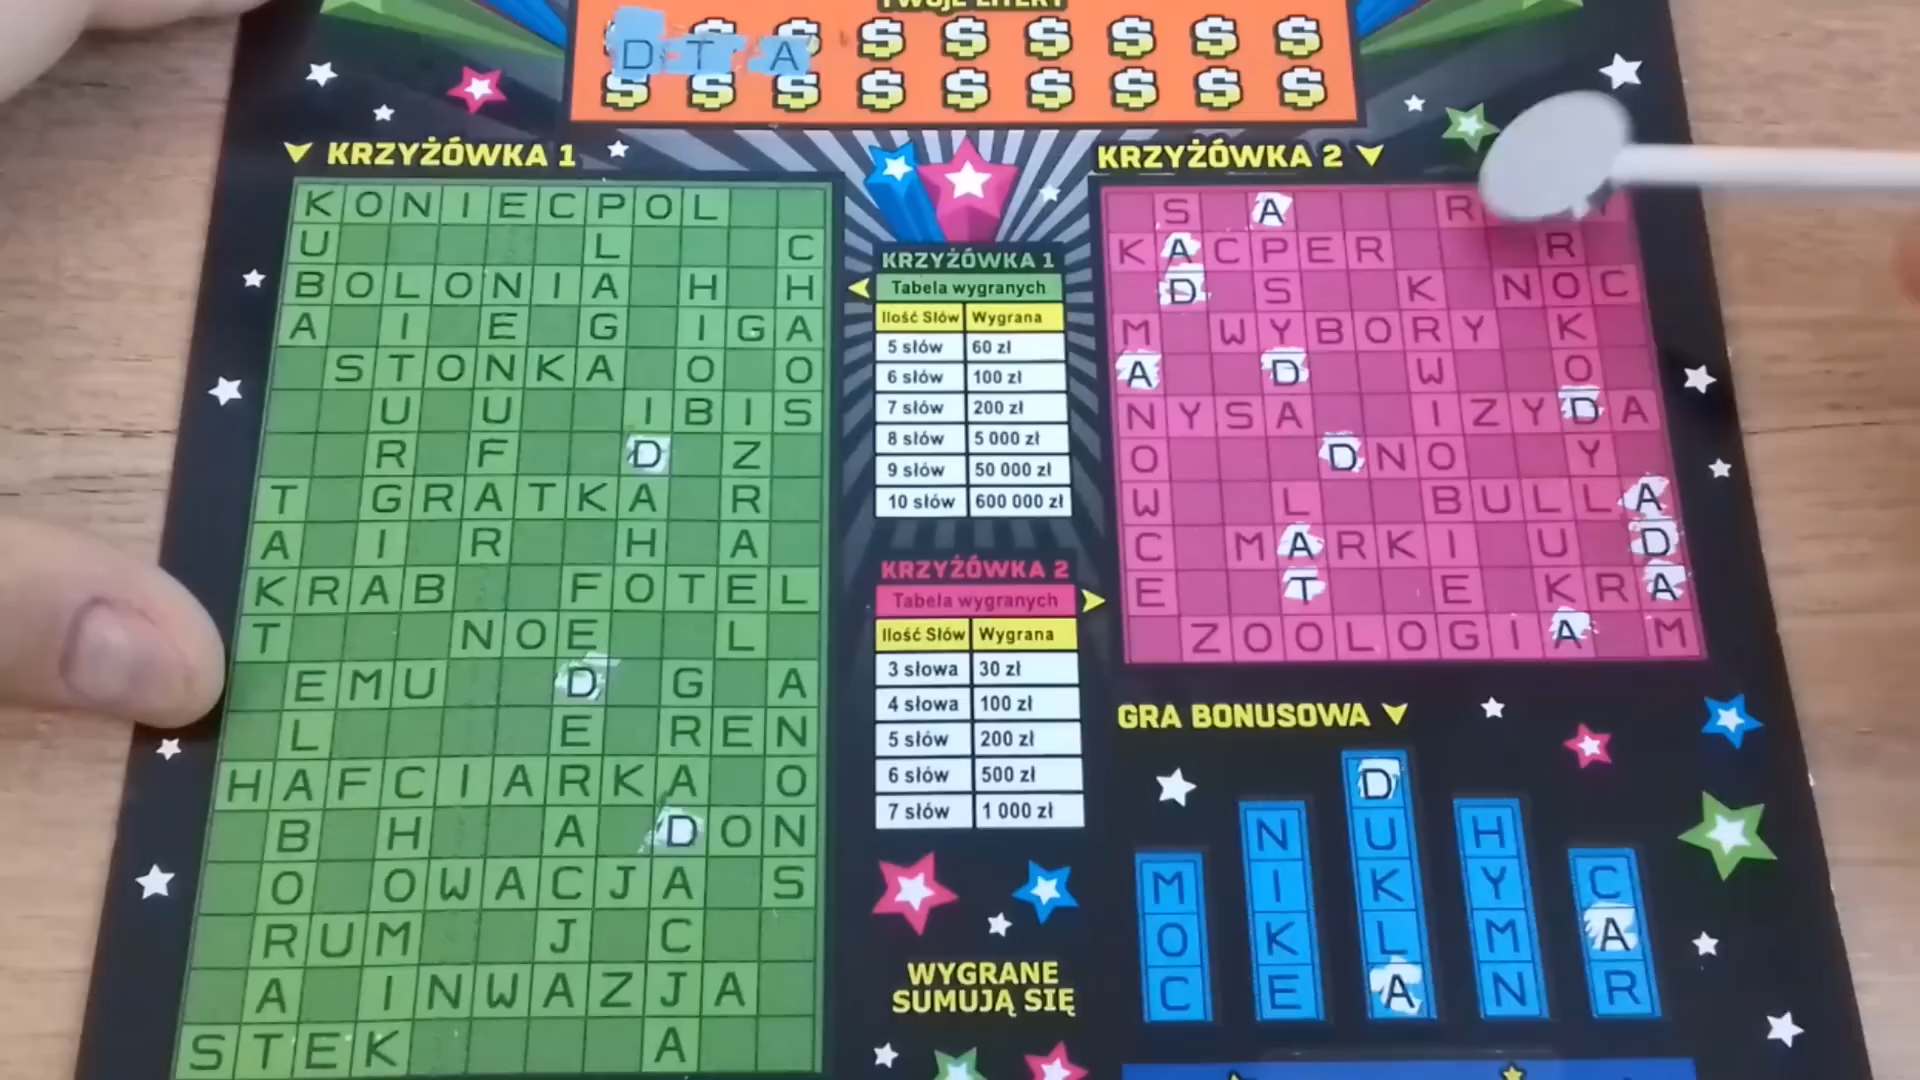 TWOJE LITERY
D T A $ $ $ $ $ $
$ $ $ $ $ $ $ $ $
KRZYŻÓWKA 1
KONIECPOL
U L C
BOLONIA H H
A I E G I G A
STONKA O O
U U I B I S
R F D Z
T GRATKA R
A I R H A
KRAB FOTEL
T NOE L
EMU D G A
L E REN
HAFCIARKA O
B H A DON
O OWACJA S
RUM J C
A INWAZJA
STEK A
KRZYŻÓWKA 1
Tabela wygranych
Ilość Słów Wygrana
5 słów 60 zł
6 słów 100 zł
7 słów 200 zł
8 słów 5 000 zł
9 słów 50 000 zł
10 słów 600 000 zł
KRZYŻÓWKA 2
Tabela wygranych
Ilość Słów Wygrana
3 słowa 30 zł
4 słowa 100 zł
5 słów 200 zł
6 słów 500 zł
7 słów 1 000 zł
WYGRANE
SUMUJĄ SIĘ
KRZYŻÓWKA 2
S A R
KACPER R
D S K NOC
M WYBORY K
A D W O
NYSA I ZYDA
O DNO Y
W L BULLA
C MARKI U D
E T E KRA
ZOOLOGIA M
GRA BONUSOWA
MOC
NIKE
DUKLA
HYMN
CAR